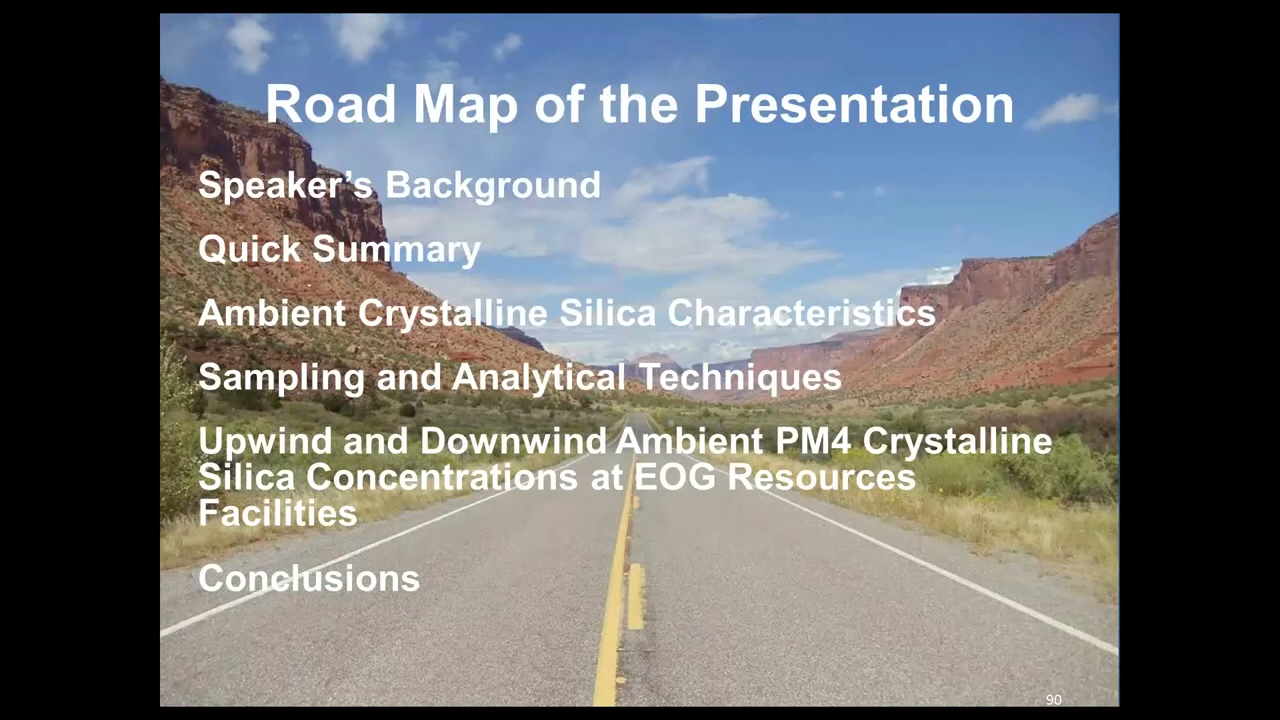 Road Map of the Presentation
Speaker’s Background
Quick Summary
Ambient Crystalline Silica Characteristics
Sampling and Analytical Techniques
Upwind and Downwind Ambient PM4 Crystalline
Silica Concentrations at EOG Resources
Facilities
Conclusions
90